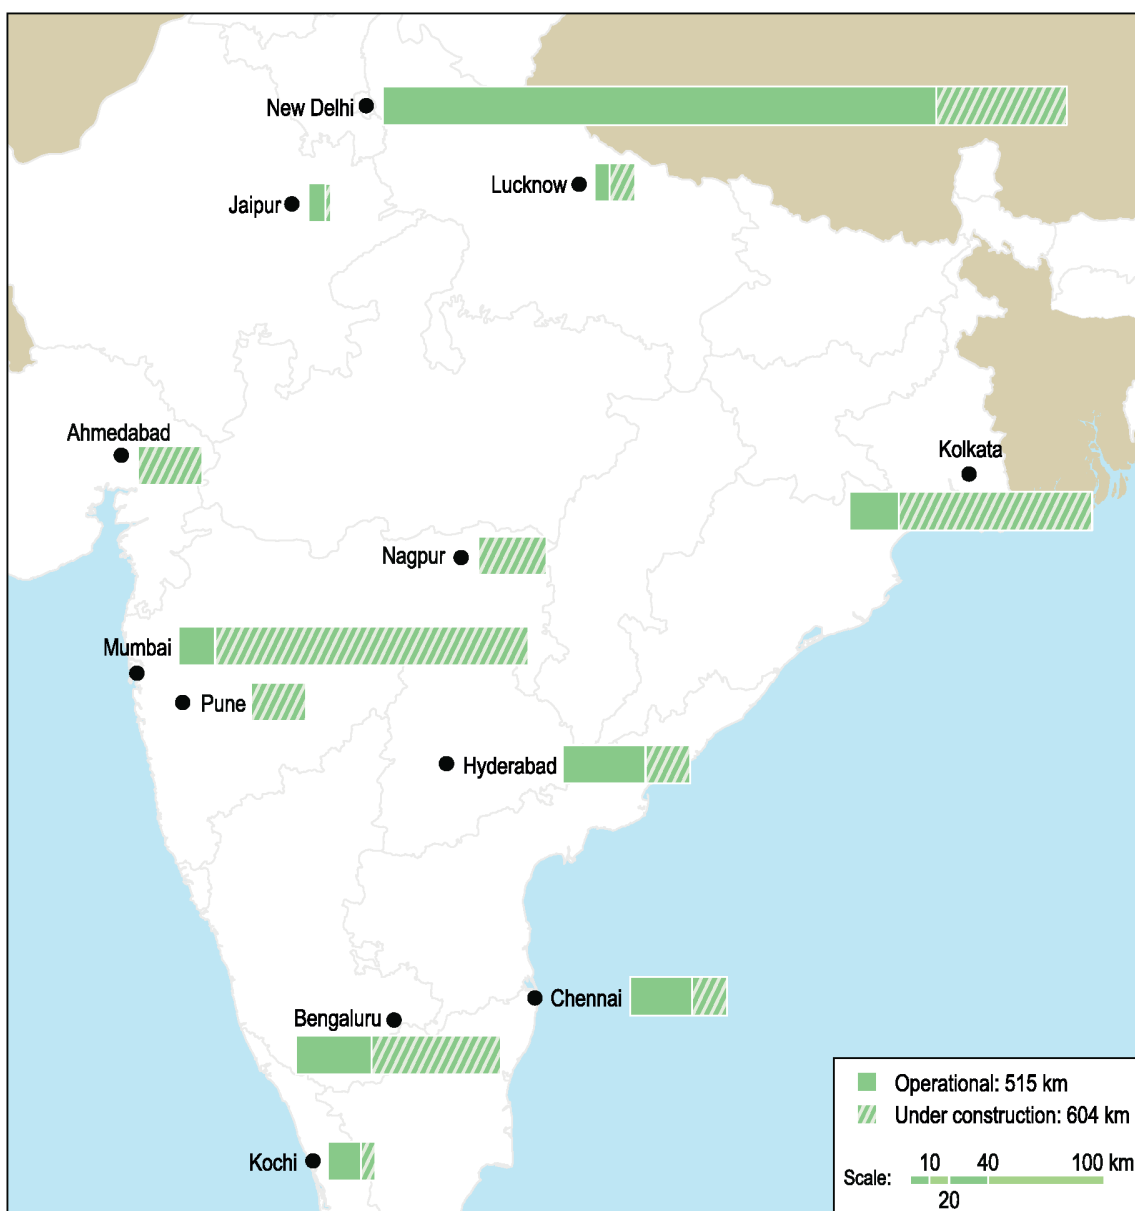 New Delhi
Lucknow
Jaipur
Ahmedabad
Kolkata
Nagpur
Mumbai
Pune
Hyderabad
Chennai
Bengaluru
Kochi
Operational: 515 km
Under construction: 604 km
10 40 100 km
Scale:
20